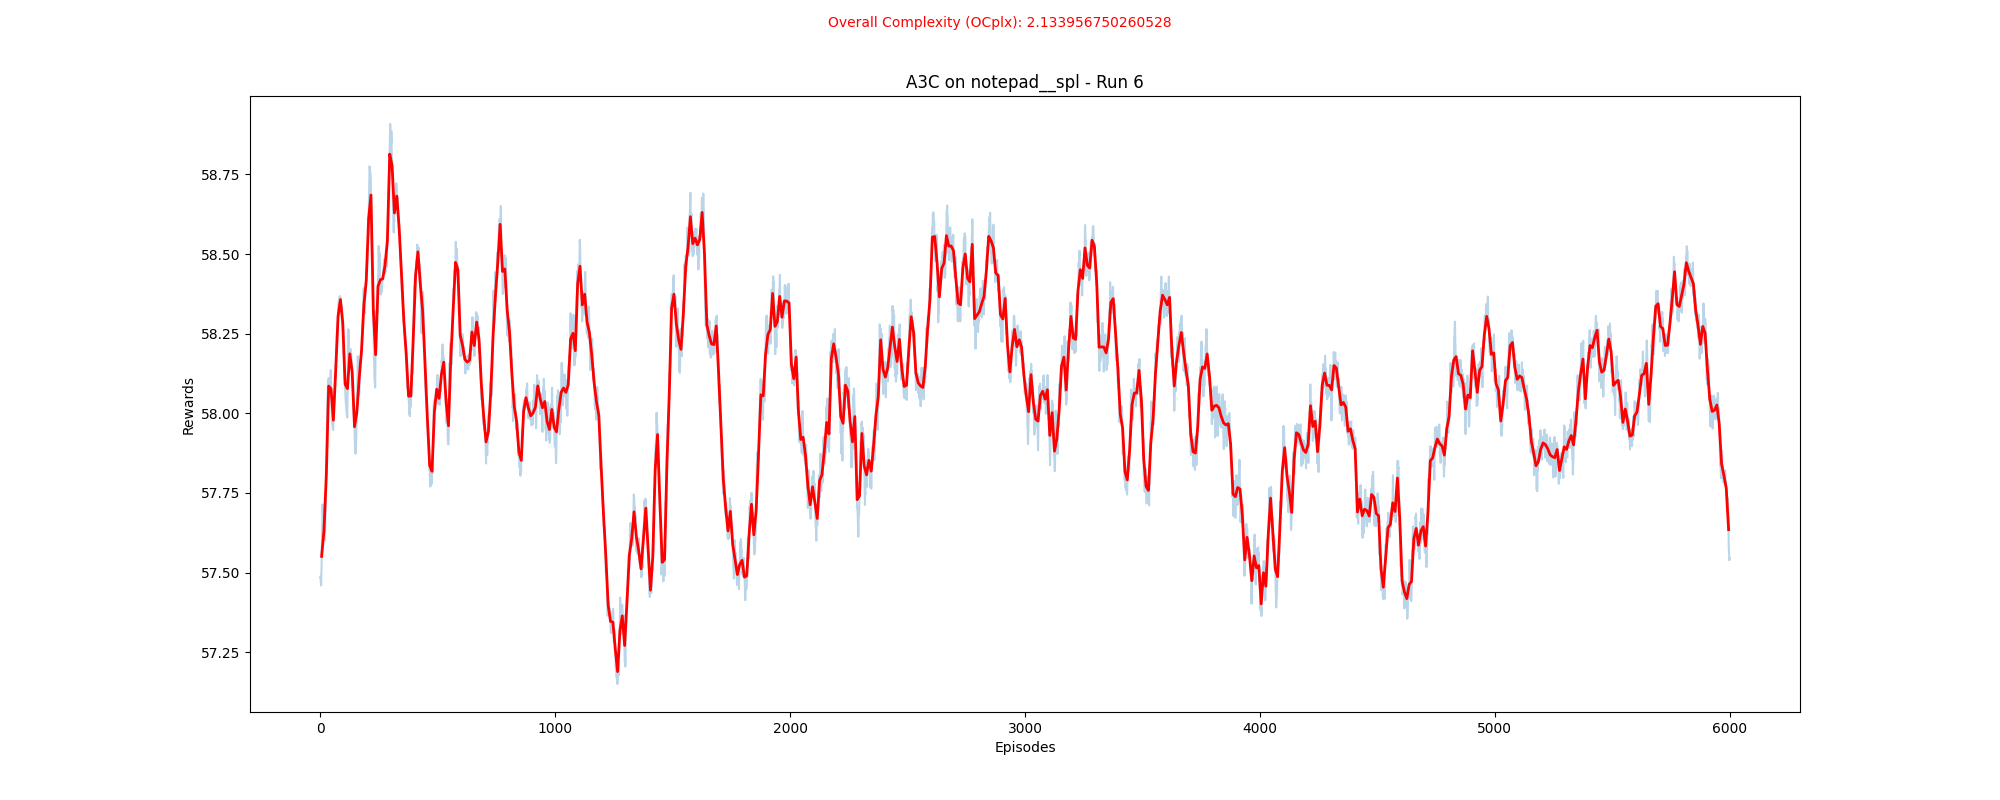 Overall Complexity (OCplx): 2.133956750260528
A3C on notepad__spl - Run 6
Rewards
58.75
58.50
58.25
58.00
57.75
57.50
57.25
0 1000 2000 3000 4000 5000 6000
Episodes